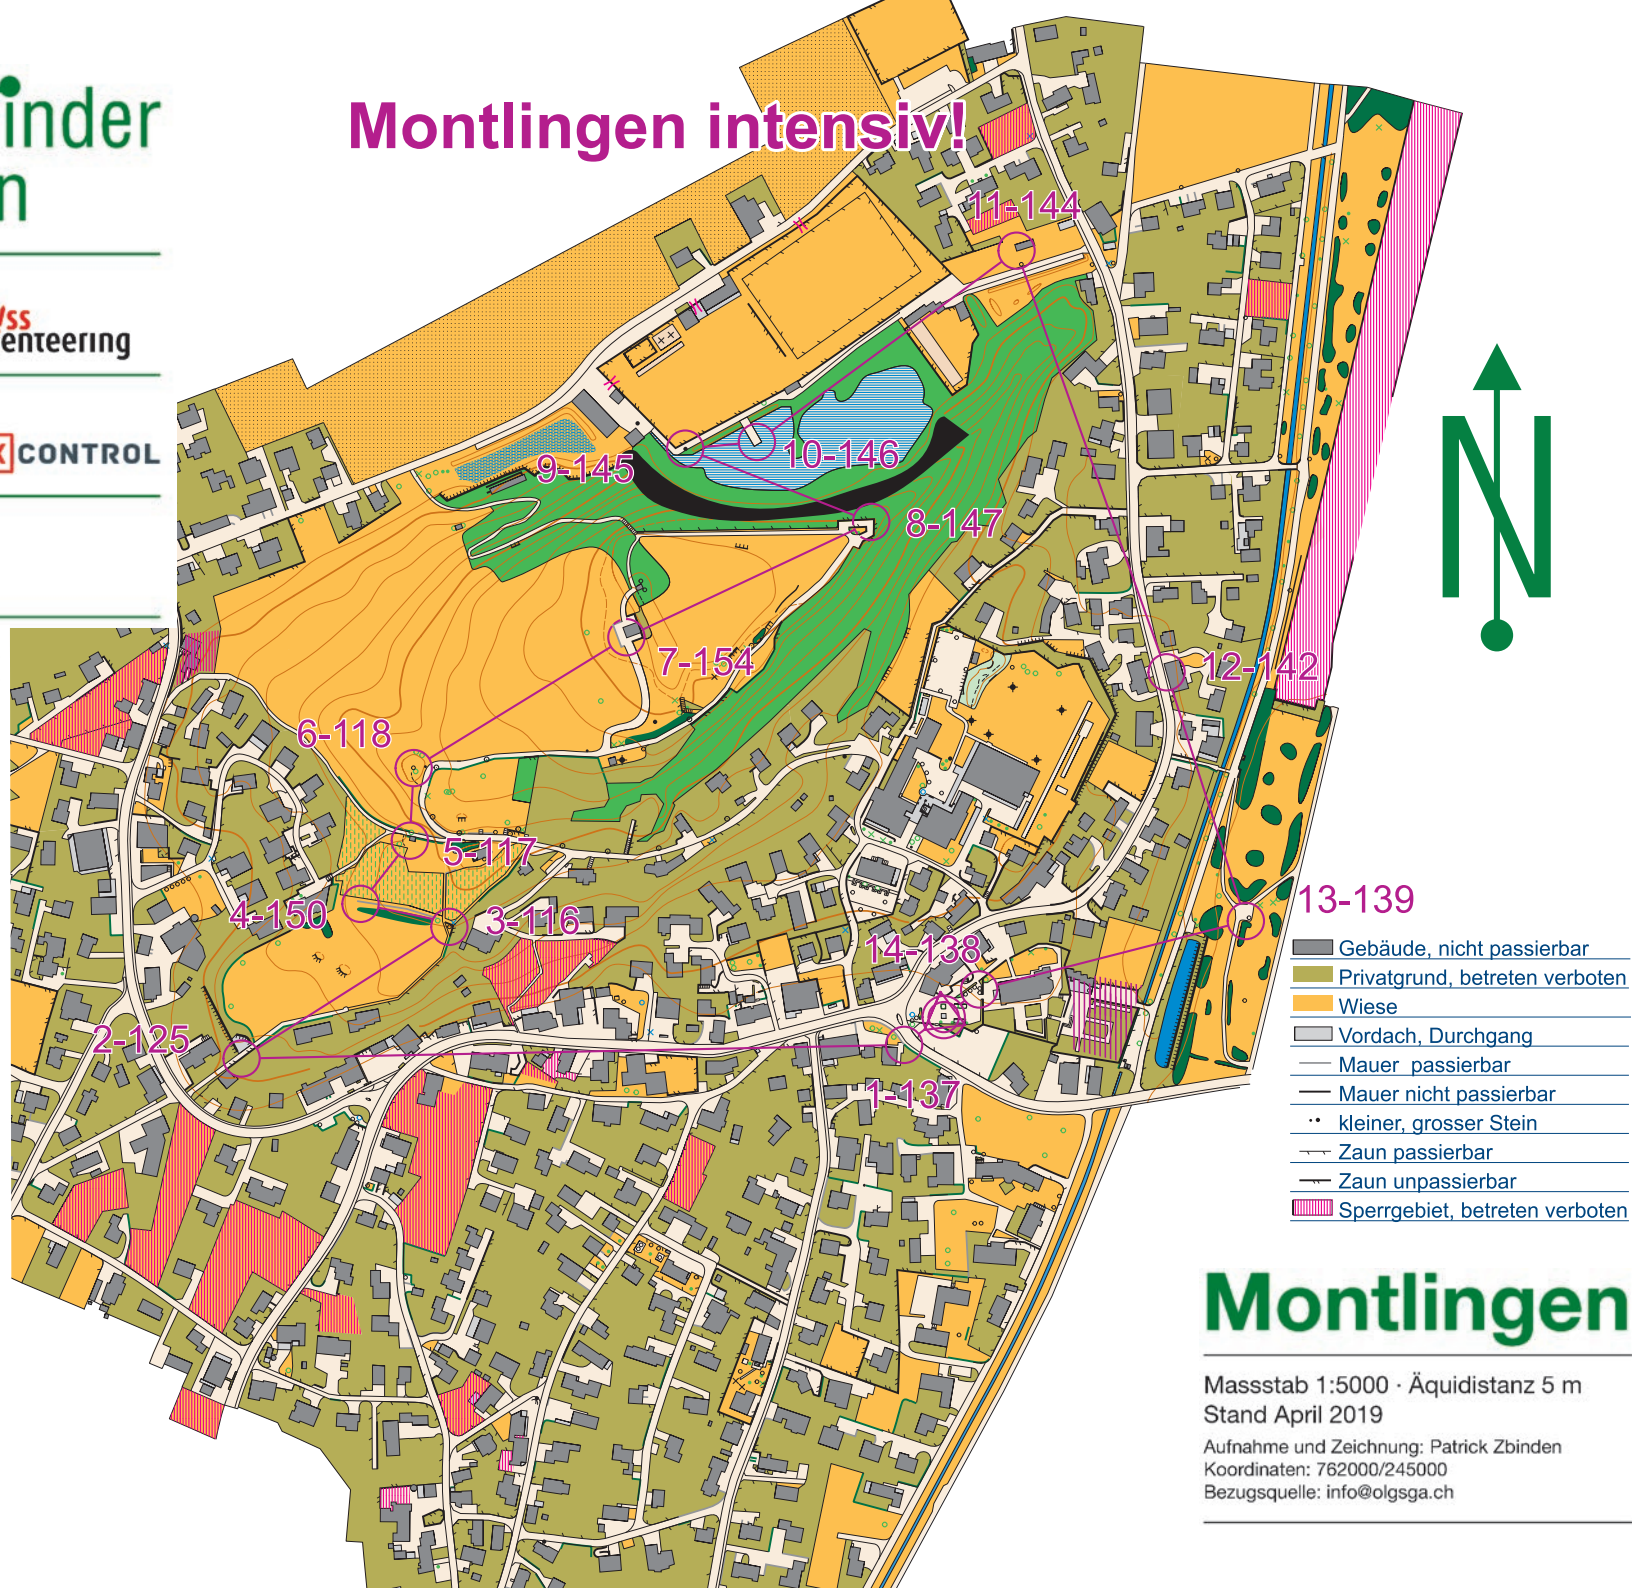 inder
n
Montlingen intensiv!
ss
enteering
X CONTROL
11-144
9-145
10-146
8-147
7-154
12-142
6-118
5-117
4-150
3-116
13-139
14-138
2-125
1-137
N
Gebäude, nicht passierbar
Privatgrund, betreten verboten
Wiese
Vordach, Durchgang
Mauer passierbar
Mauer nicht passierbar
kleiner, grosser Stein
Zaun passierbar
Zaun unpassierbar
Sperrgebiet, betreten verboten
Montlingen
Massstab 1:5000 · Äquidistanz 5 m
Stand April 2019
Aufnahme und Zeichnung: Patrick Zbinden
Koordinaten: 762000/245000
Bezugsquelle: info@olgsga.ch